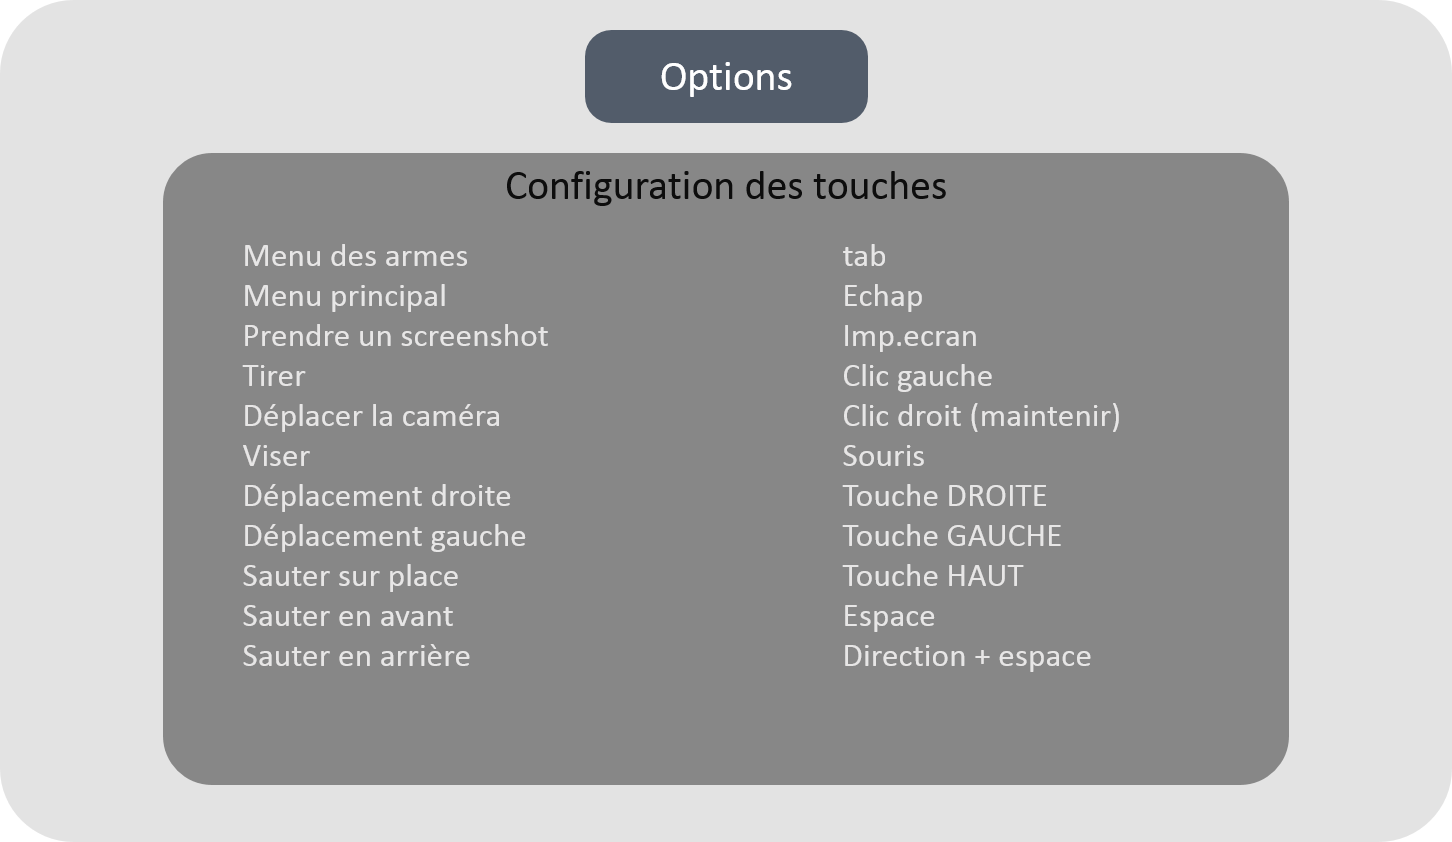 Options
Configuration des touches
Menu des armes tab
Menu principal Echap
Prendre un screenshot Imp.ecran
Tirer Clic gauche
Déplacer la caméra Clic droit (maintenir)
Viser Souris
Déplacement droite Touche DROITE
Déplacement gauche Touche GAUCHE
Sauter sur place Touche HAUT
Sauter en avant Espace
Sauter en arrière Direction + espace